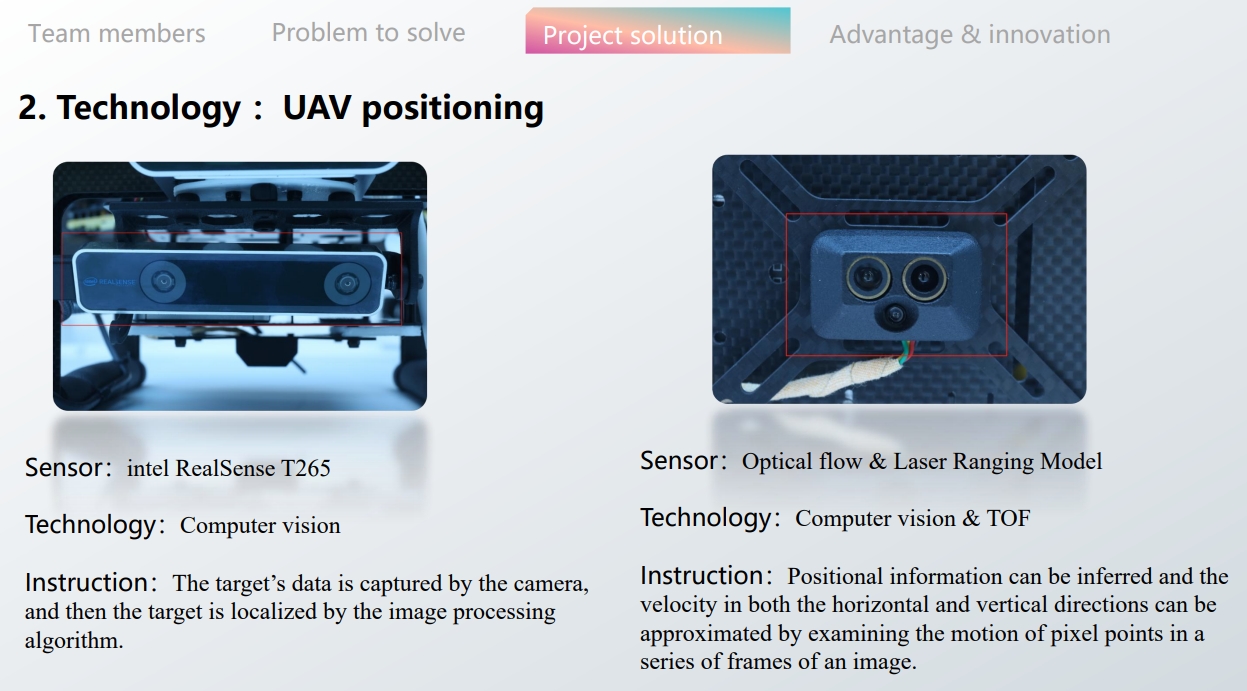 Team members
Problem to solve
Project solution
Advantage & innovation
2. Technology： UAV positioning
REALSENSE
Sensor： intel RealSense T265
Technology： Computer vision
Instruction： The target’s data is captured by the camera,
and then the target is localized by the image processing
algorithm.
Sensor： Optical flow & Laser Ranging Model
Technology： Computer vision & TOF
Instruction： Positional information can be inferred and the
velocity in both the horizontal and vertical directions can be
approximated by examining the motion of pixel points in a
series of frames of an image.